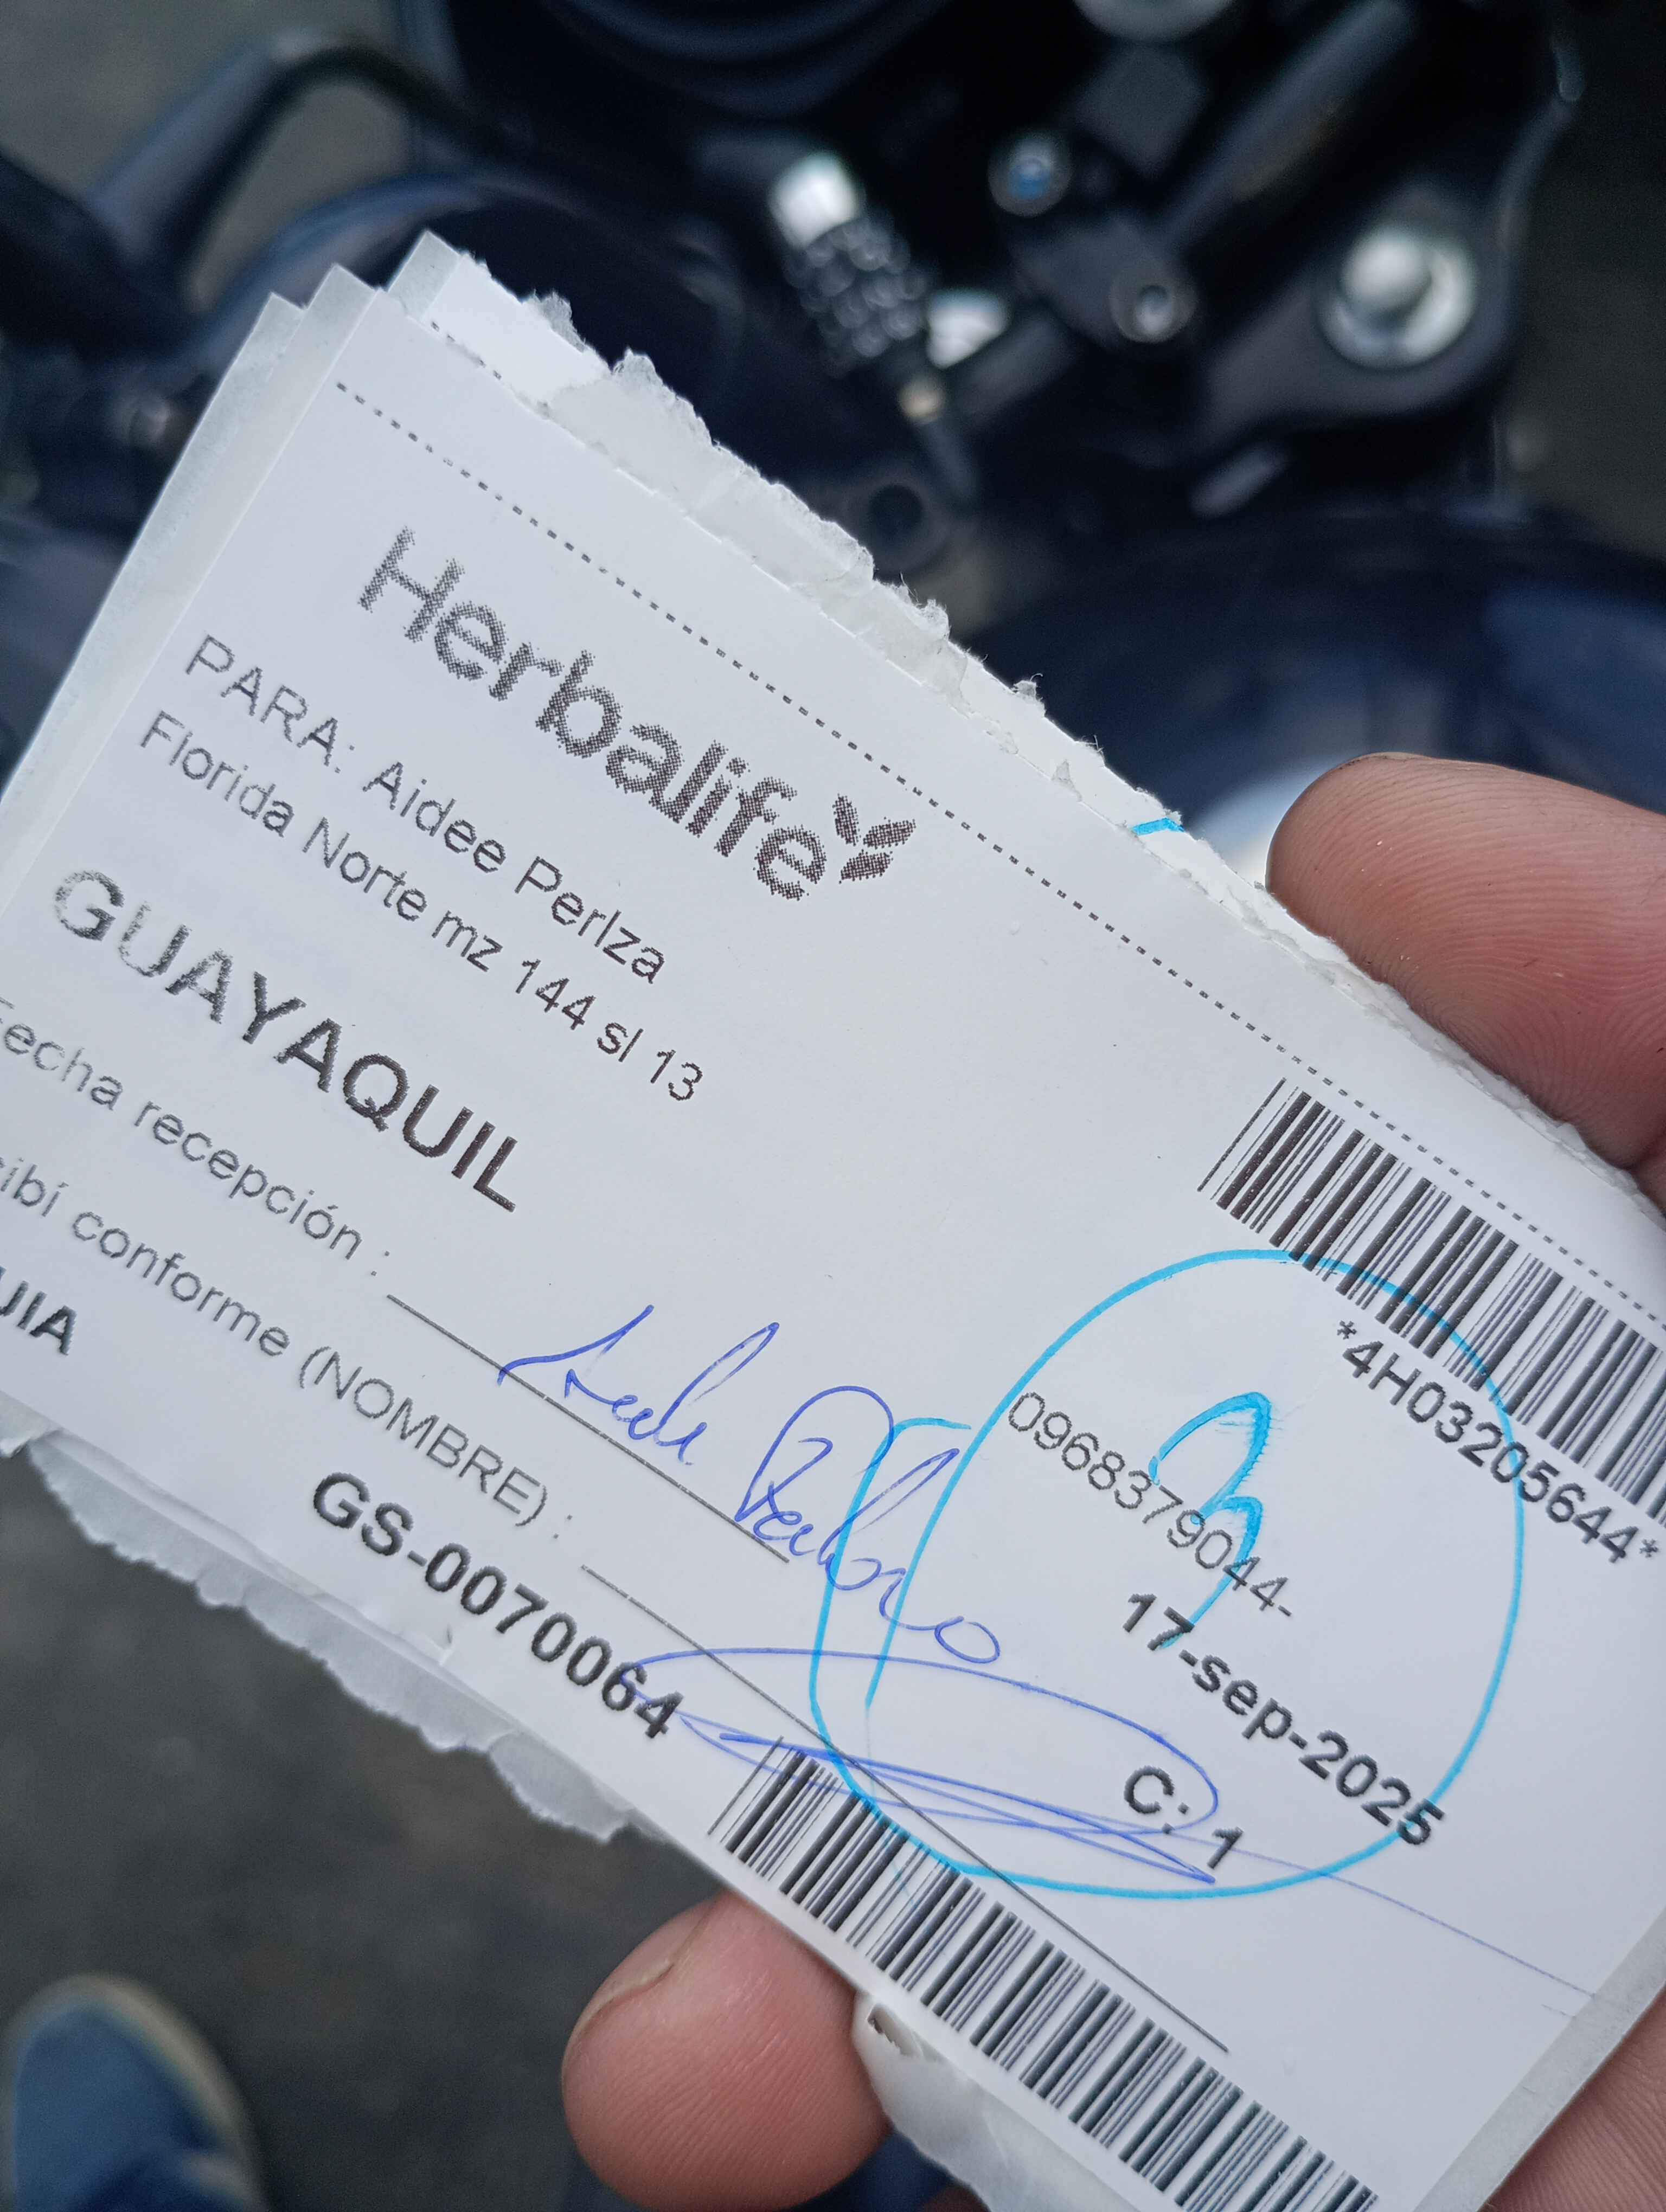 Herbalife
*4H03205644*
PARA: Aidee Perlza
Florida Norte mz 144 sl 13
0968379044-
GUAYAQUIL
17-sep-2025
Fecha recepción :
C: 1
ibí conforme (NOMBRE) :
UIA
GS-0070064